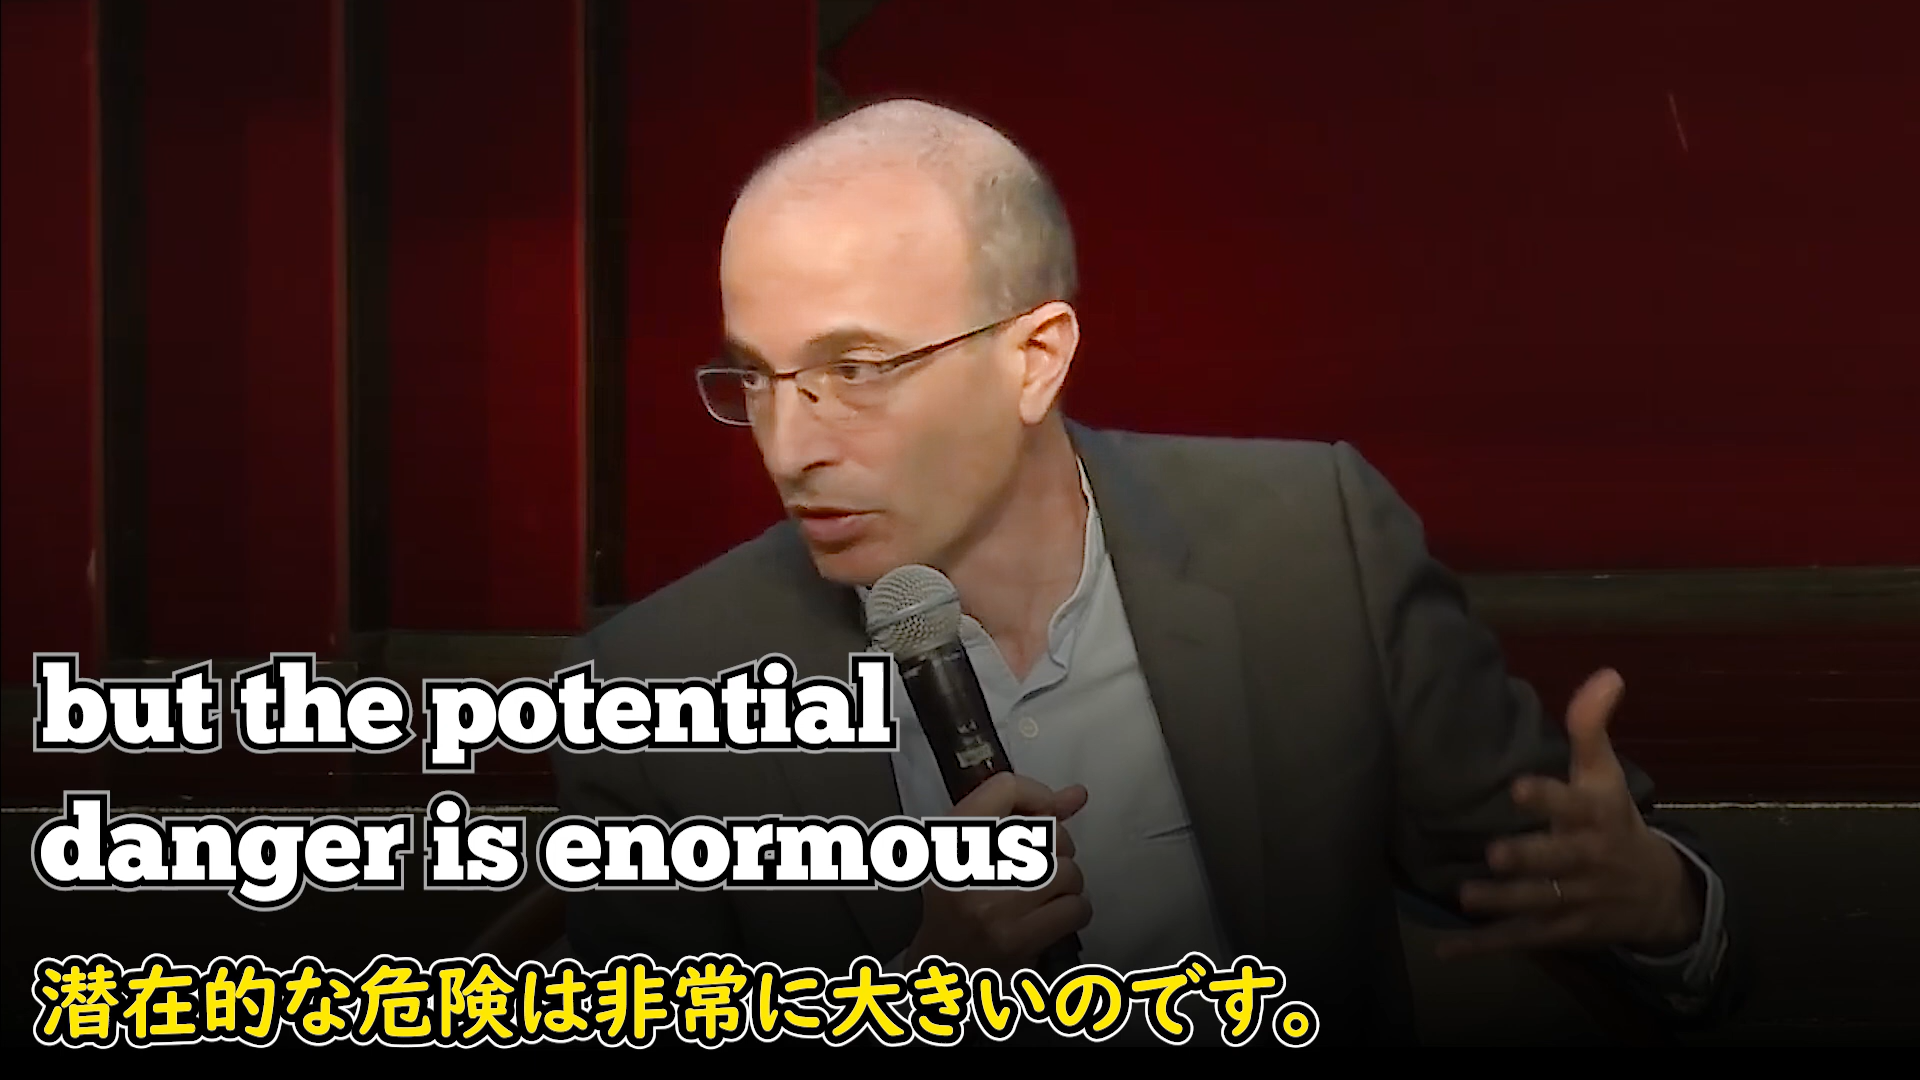 but the potential
danger is enormous
潜在的な危険は非常に大きいのです。